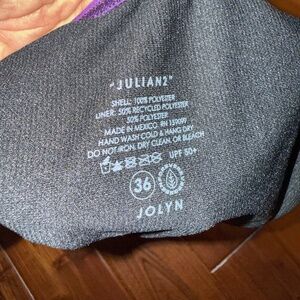 "JULIAN2"
SHELL: 100% POLYESTER
LINER: 50% RECYCLED POLYESTER
50% POLYESTER
MADE IN MEXICO. RN 159091
HAND WASH COLD & HANG DRY
DO NOT IRON, DRY CLEAN, OR BLEACH
UPF 50+
36
JOLYN